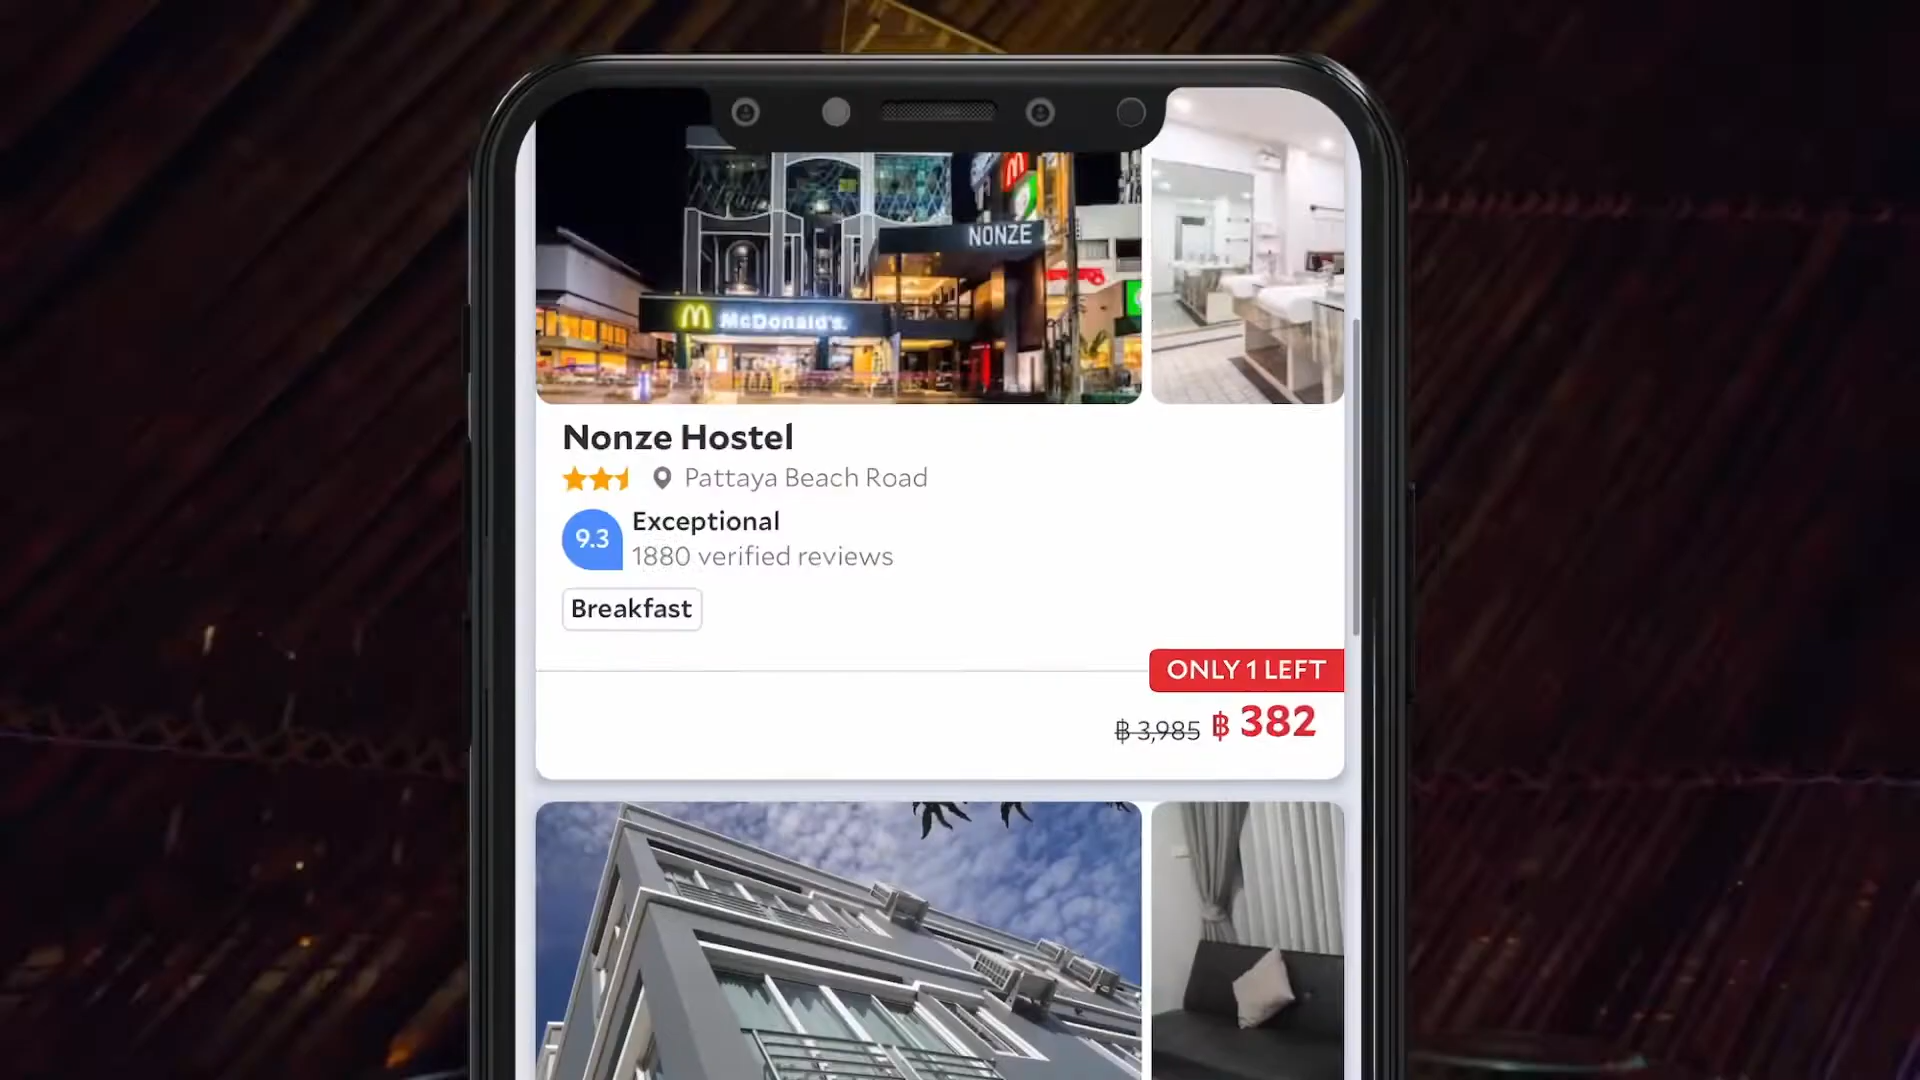 NONZE
McDonald's
Nonze Hostel
Pattaya Beach Road
9.3
Exceptional
1880 verified reviews
Breakfast
ONLY 1 LEFT
฿ 3,985 ฿ 382